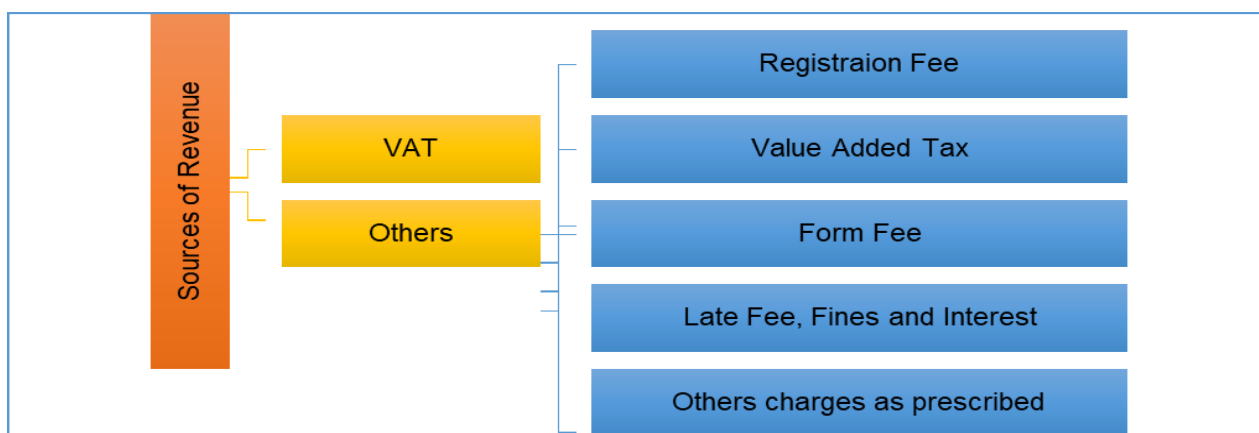 Sources of Revenue
VAT
Others
Registraion Fee
Value Added Tax
Form Fee
Late Fee, Fines and Interest
Others charges as prescribed